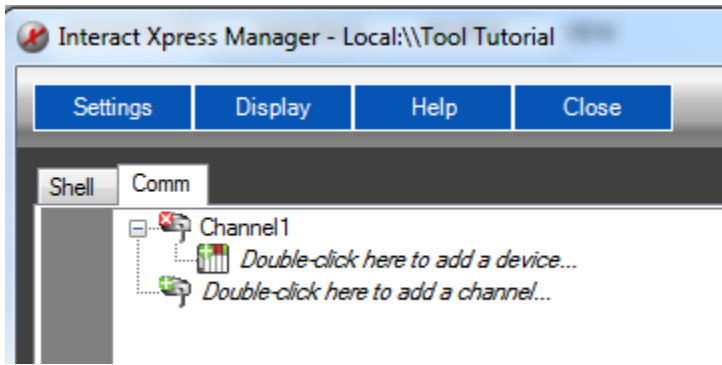 Interact Xpress Manager - Local:\\Tool Tutorial
Settings Display Help Close
Shell Comm
Channel1
Double-click here to add a device...
Double-click here to add a channel...